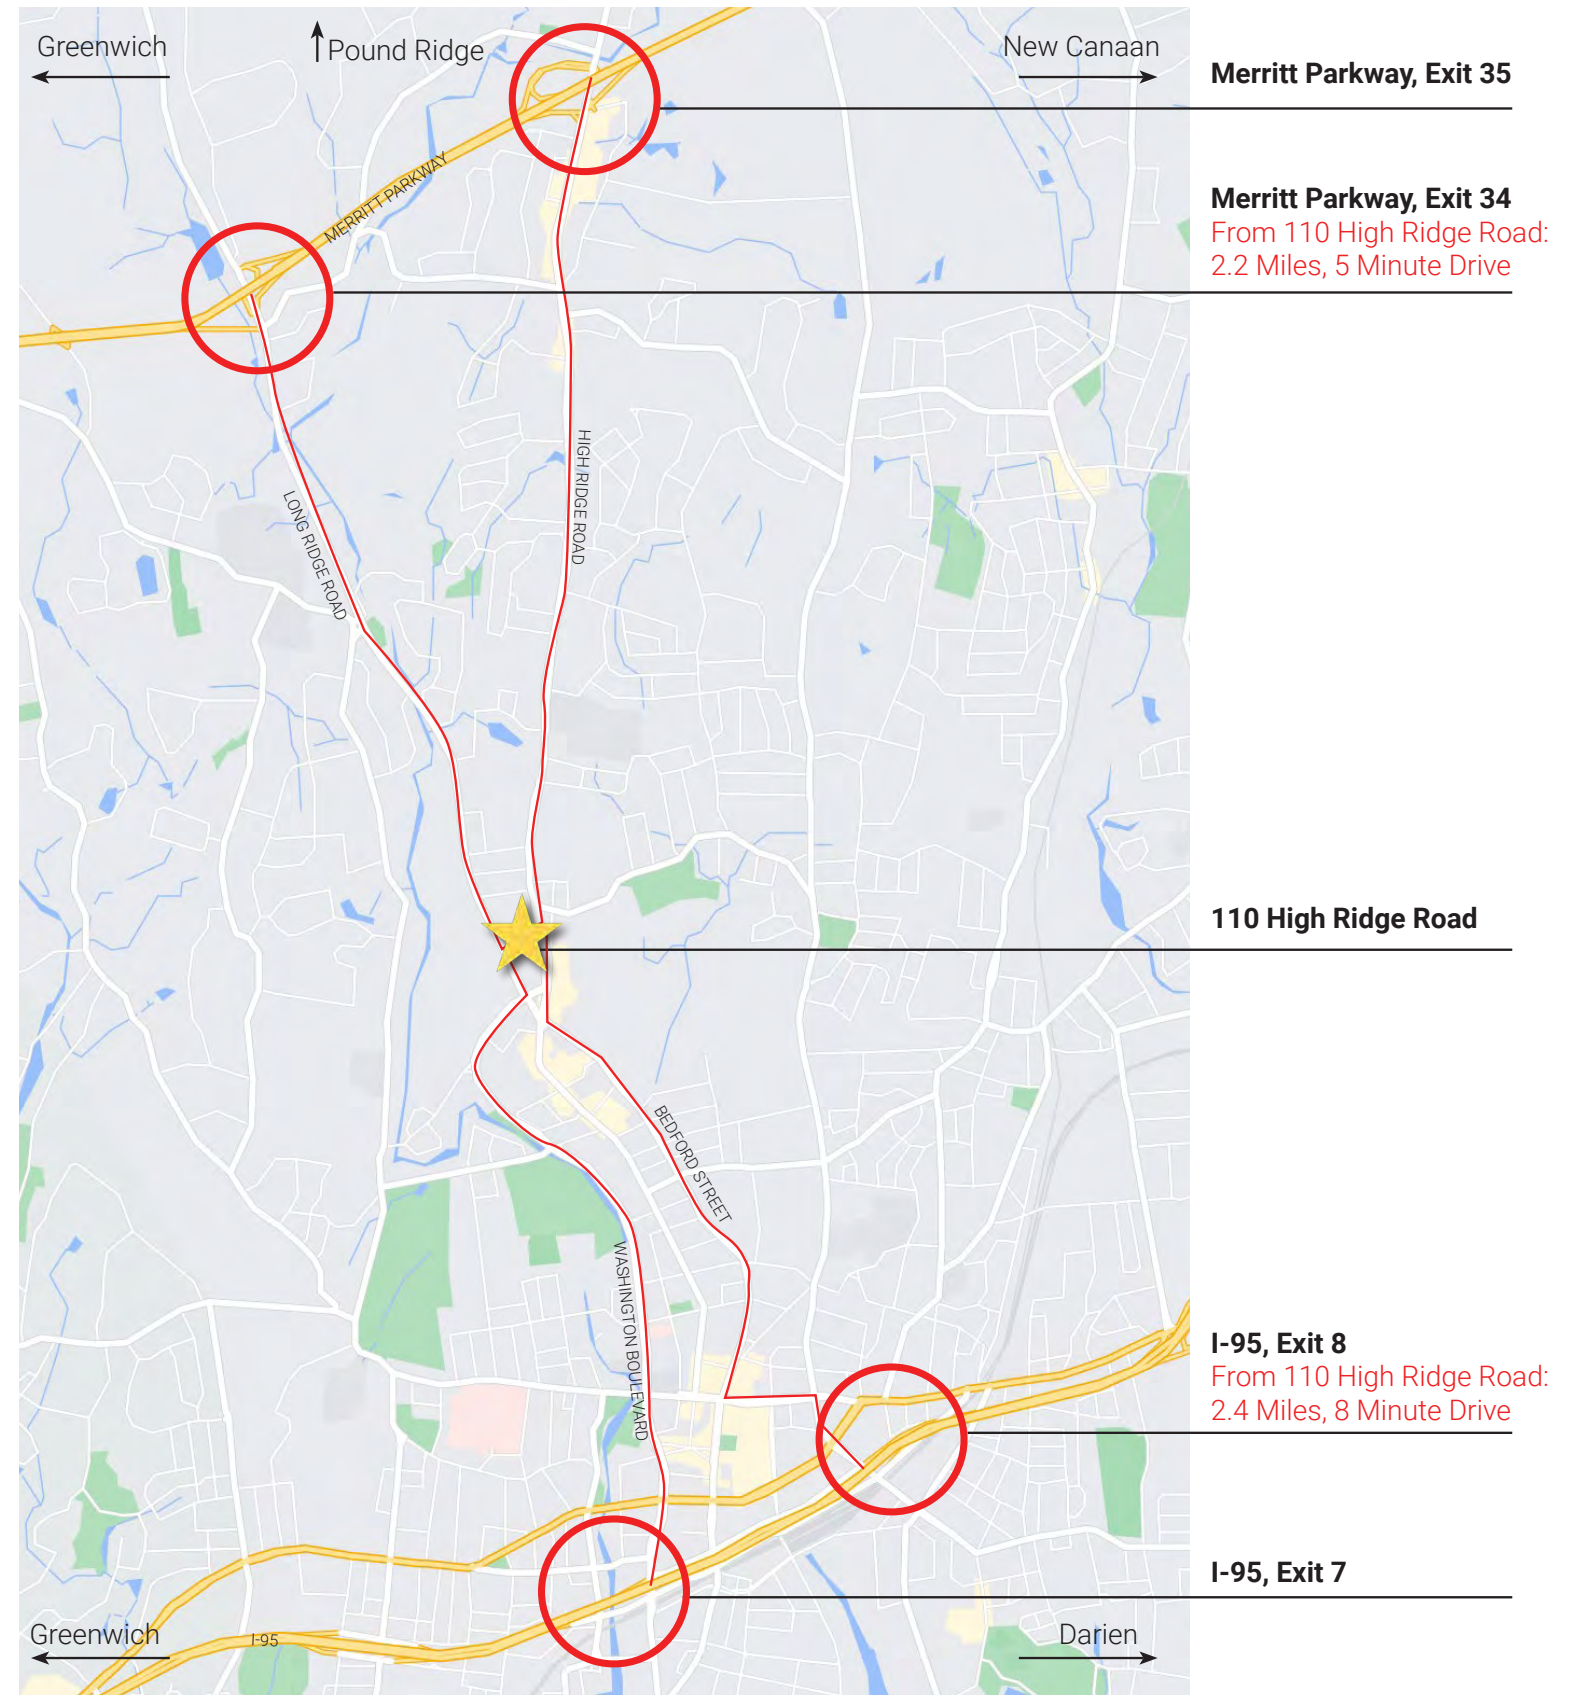 Greenwich
Pound Ridge
New Canaan
Merritt Parkway, Exit 35
MERRITT PARKWAY
Merritt Parkway, Exit 34
From 110 High Ridge Road:
2.2 Miles, 5 Minute Drive
HIGH RIDGE ROAD
LONG RIDGE ROAD
110 High Ridge Road
BEDFORD STREET
WASHINGTON BOULEVARD
I-95, Exit 8
From 110 High Ridge Road:
2.4 Miles, 8 Minute Drive
I-95, Exit 7
Greenwich
I-95
Darien